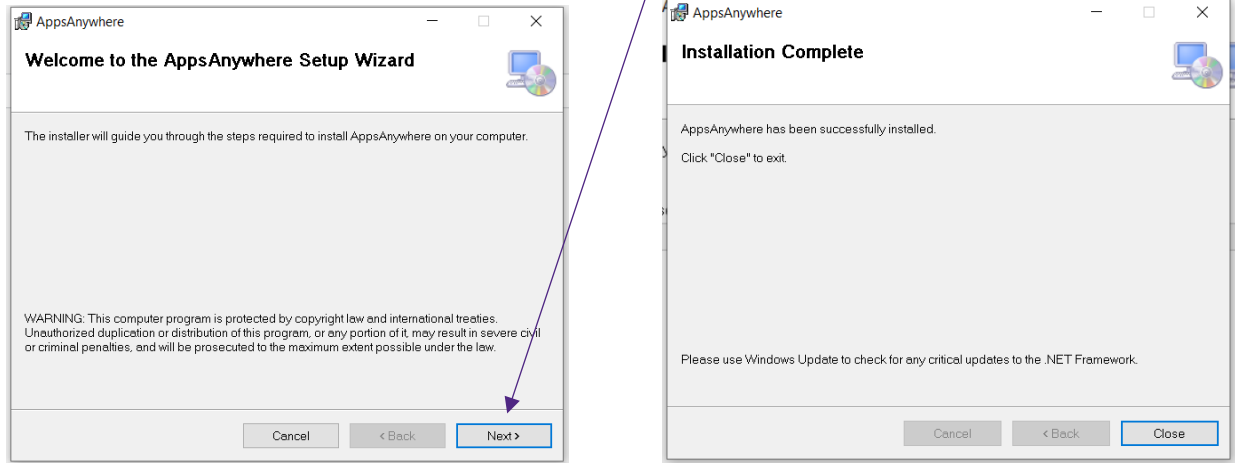 AppsAnywhere
Welcome to the AppsAnywhere Setup Wizard
The installer will guide you through the steps required to install AppsAnywhere on your computer.
WARNING: This computer program is protected by copyright law and international treaties.
Unauthorized duplication or distribution of this program, or any portion of it, may result in severe civil
or criminal penalties, and will be prosecuted to the maximum extent possible under the law.
Cancel
< Back
Next >
AppsAnywhere
Installation Complete
AppsAnywhere has been successfully installed.
Click "Close" to exit.
Please use Windows Update to check for any critical updates to the .NET Framework.
Cancel
< Back
Close